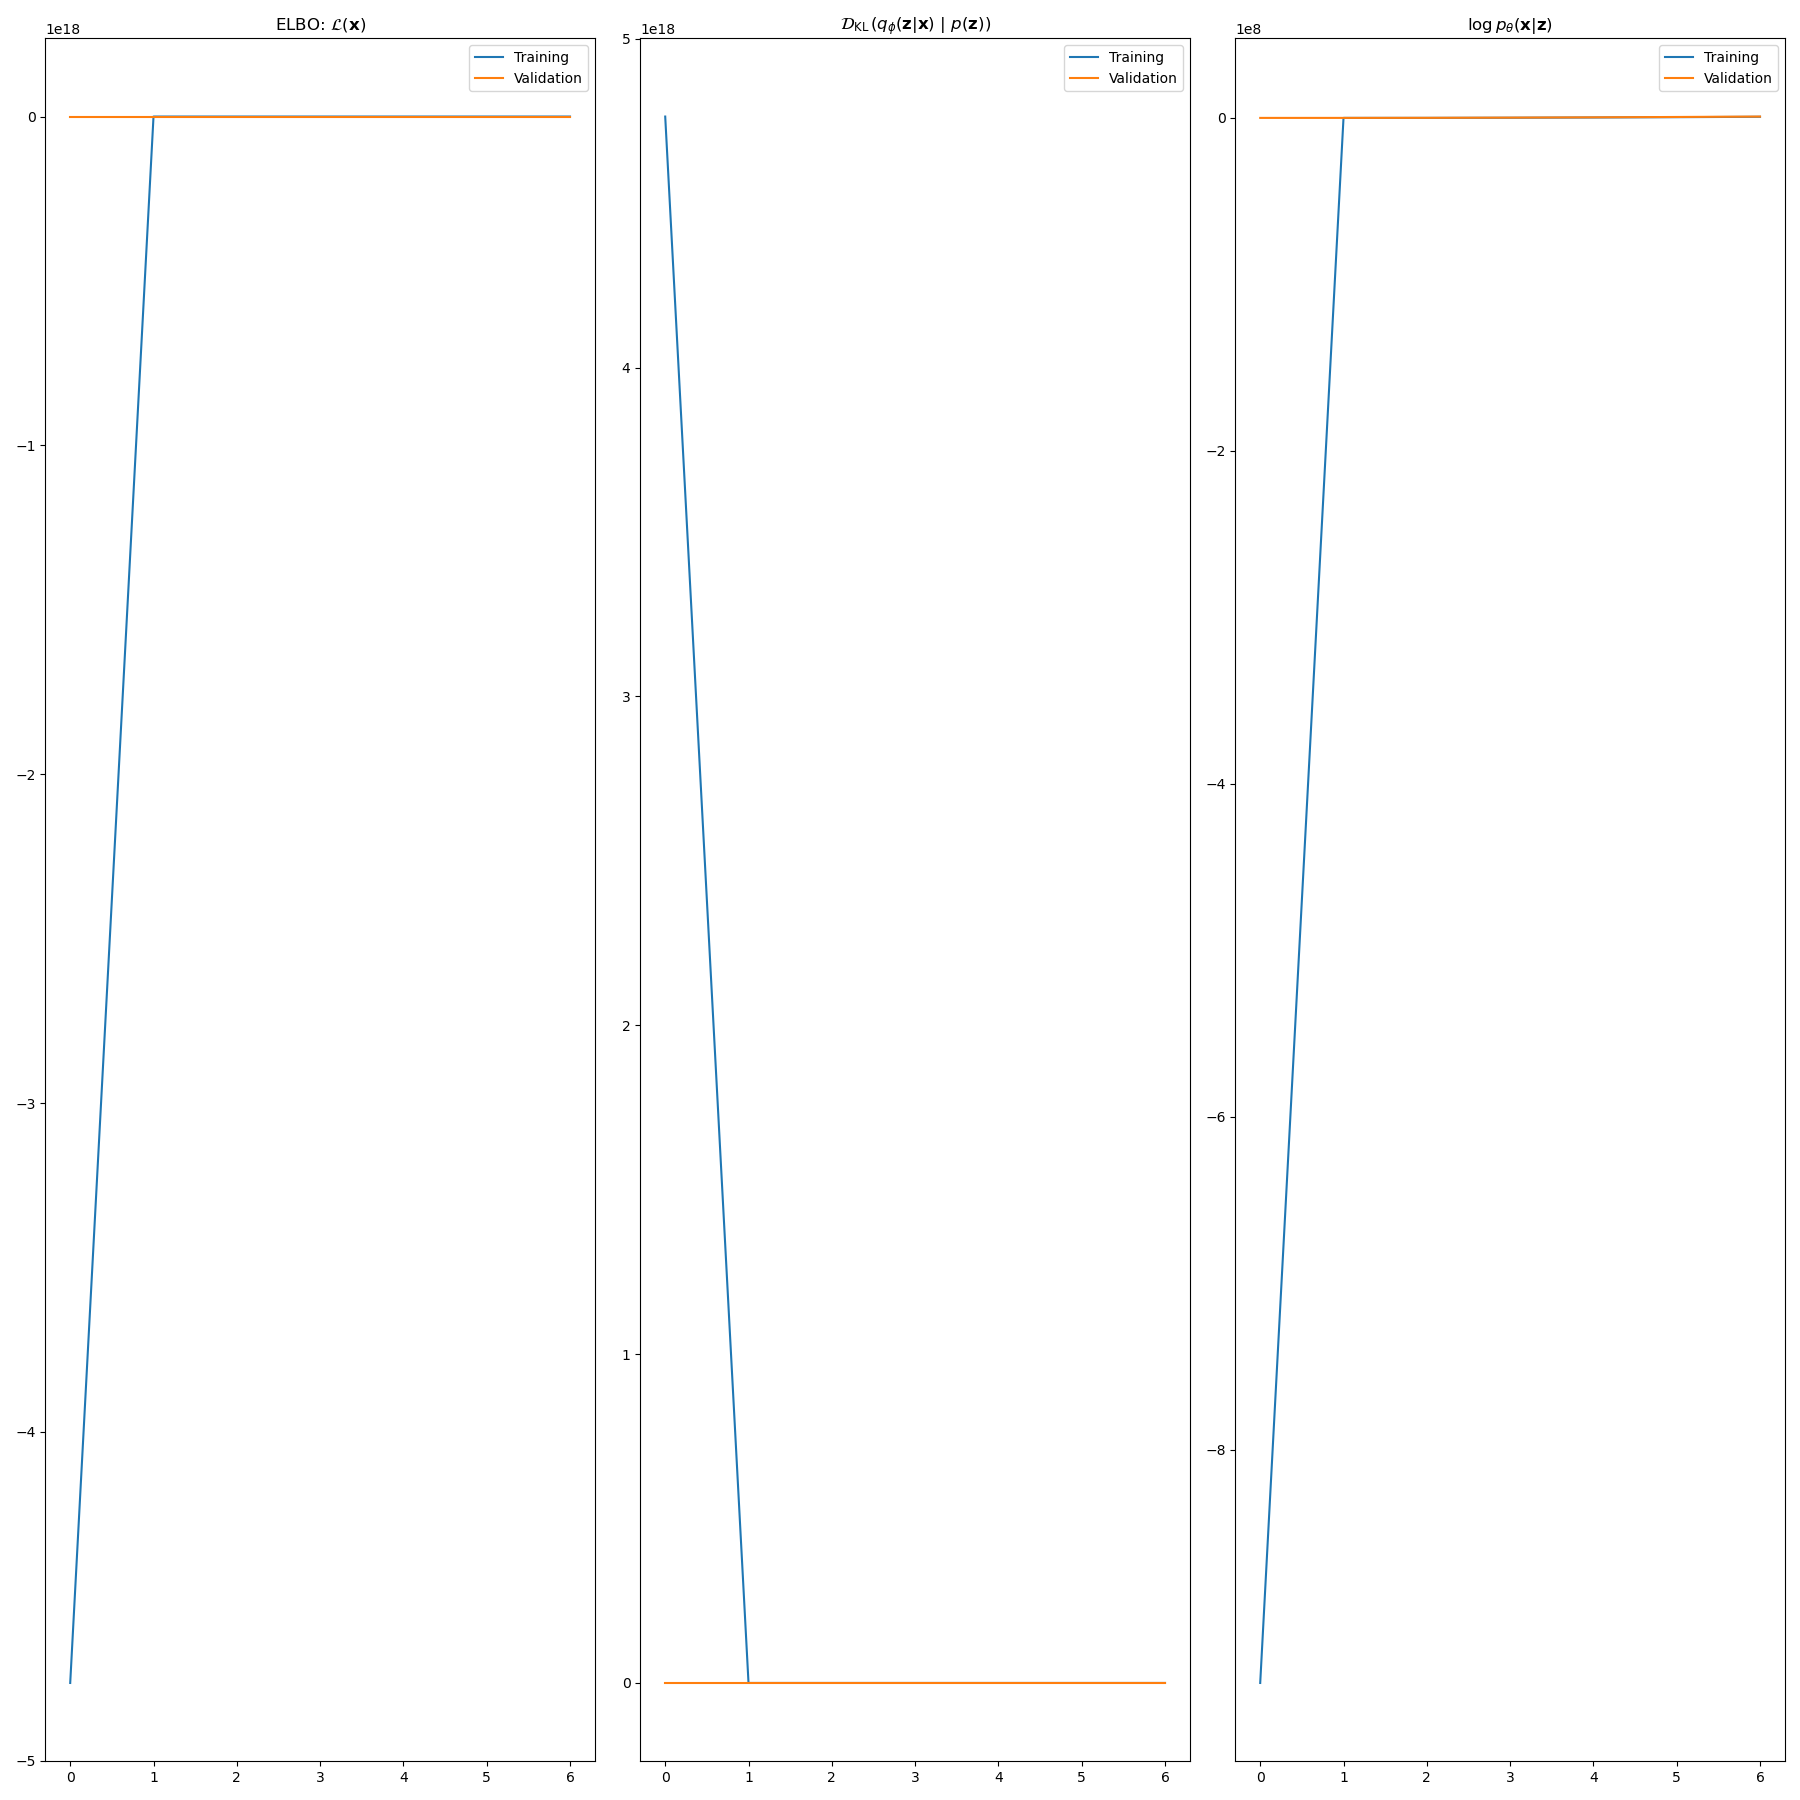 ELBO: ℒ(𝐱)
1e18
Training
Validation
0
−1
−2
−3
−4
−5
0 1 2 3 4 5 6
𝒟KL(qϕ(𝐳|𝐱) | p(𝐳))
1e18
Training
Validation
5
4
3
2
1
0
0 1 2 3 4 5 6
log pθ(𝐱|𝐳)
1e8
Training
Validation
0
−2
−4
−6
−8
0 1 2 3 4 5 6